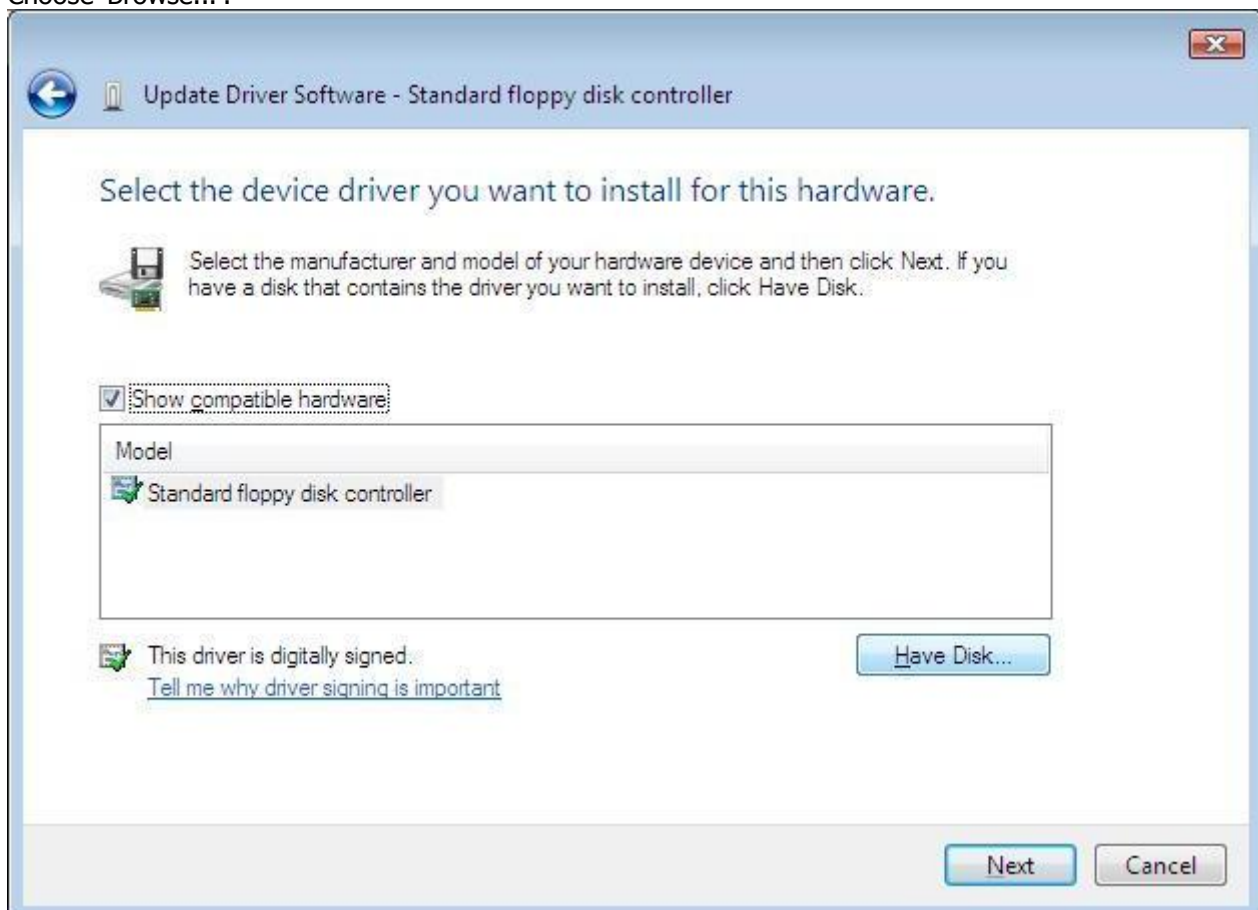 Choose 'Browse...'.
Update Driver Software - Standard floppy disk controller
Select the device driver you want to install for this hardware.
Select the manufacturer and model of your hardware device and then click Next. If you
have a disk that contains the driver you want to install, click Have Disk.
Show compatible hardware
Model
Standard floppy disk controller
This driver is digitally signed.
Have Disk...
Tell me why driver signing is important
Next
Cancel